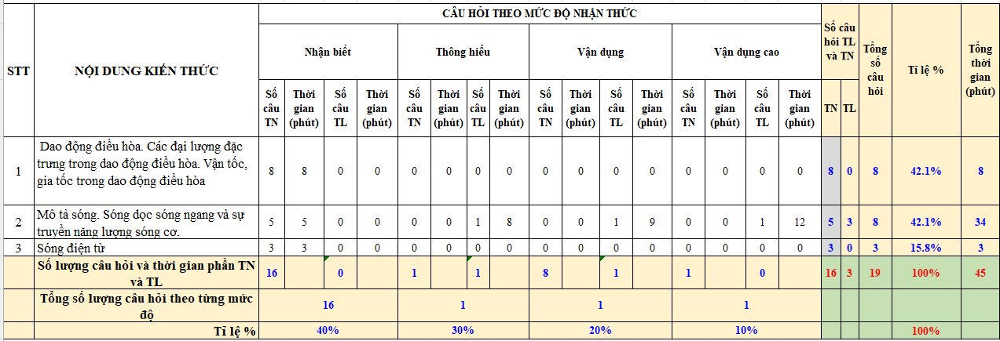 STT
NỘI DUNG KIẾN THỨC
CÂU HỎI THEO MỨC ĐỘ NHẬN THỨC
Số câu
hỏi TL
và TN
Tổng
số
câu
hỏi
Tỉ lệ %
Tổng
thời
gian
(phút)
Nhận biết
Thông hiểu
Vận dụng
Vận dụng cao
Số câu TN
Thời gian (phút)
Số câu TL
Thời gian (phút)
Số câu TN
Thời gian (phút)
Số câu TL
Thời gian (phút)
Số câu TN
Thời gian (phút)
Số câu TL
Thời gian (phút)
Số câu TN
Thời gian (phút)
Số câu TL
Thời gian (phút)
TN
TL
1
Dao động điều hòa. Các đại lượng đặc
trưng trong dao động điều hòa. Vận tốc,
gia tốc trong dao động điều hòa
8 8 0 0 0 0 0 0 0 0 0 0 0 0 0 0 8 0 8 42.1% 8
2
Mô tả sóng. Sóng dọc sóng ngang và sự
truyền năng lượng sóng cơ.
5 5 0 0 0 0 1 8 0 0 1 9 0 0 1 12 5 3 8 42.1% 34
3 Sóng điện từ 3 3 0 0 0 0 0 0 0 0 0 0 0 0 0 0 3 0 3 15.8% 3
Số lượng câu hỏi và thời gian phần TN
và TL
16 0 1 1 8 1 1 0 16 3 19 100% 45
Tổng số lượng câu hỏi theo từng mức
độ
16 1 1 1
Tỉ lệ % 40% 30% 20% 10% 100%